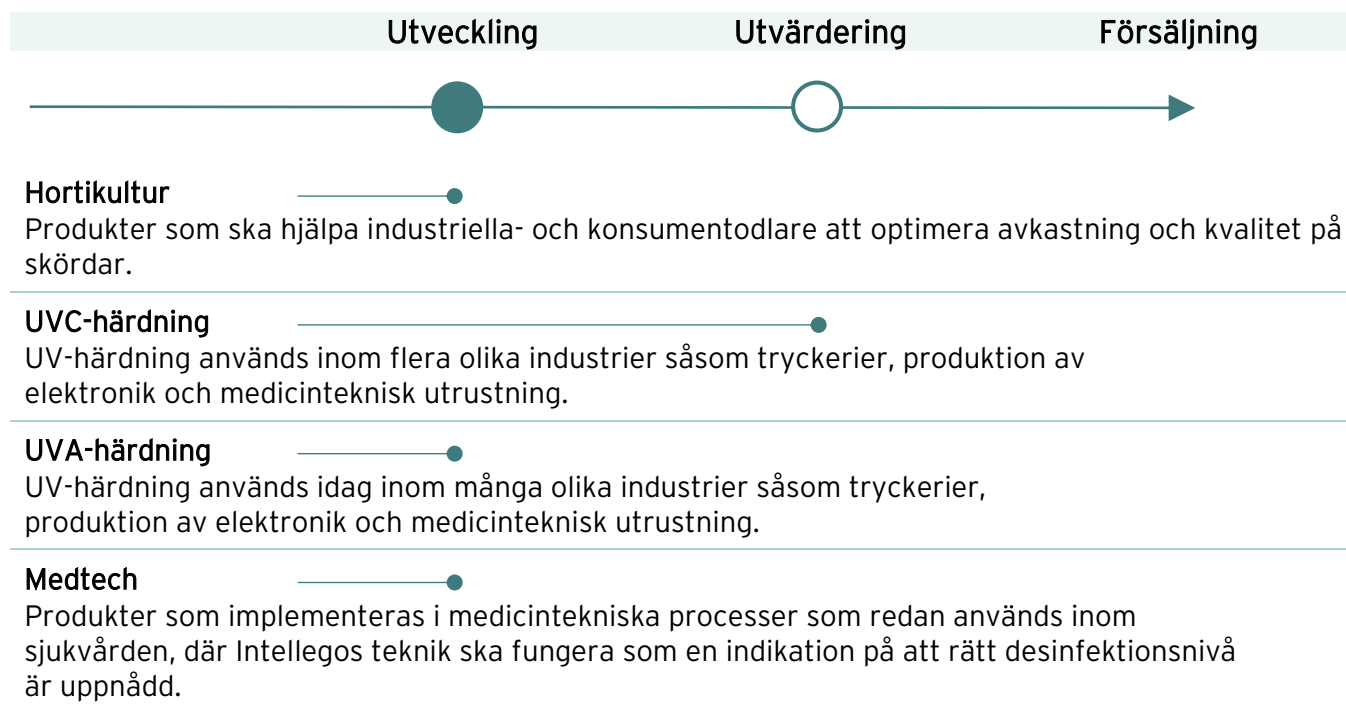 Utveckling Utvärdering Försäljning
Hortikultur
Produkter som ska hjälpa industriella- och konsumentodlare att optimera avkastning och kvalitet på
skördar.
UVC-härdning
UV-härdning används inom flera olika industrier såsom tryckerier, produktion av
elektronik och medicinteknisk utrustning.
UVA-härdning
UV-härdning används idag inom många olika industrier såsom tryckerier,
produktion av elektronik och medicinteknisk utrustning.
Medtech
Produkter som implementeras i medicintekniska processer som redan används inom
sjukvården, där Intellegos teknik ska fungera som en indikation på att rätt desinfektionsnivå
är uppnådd.